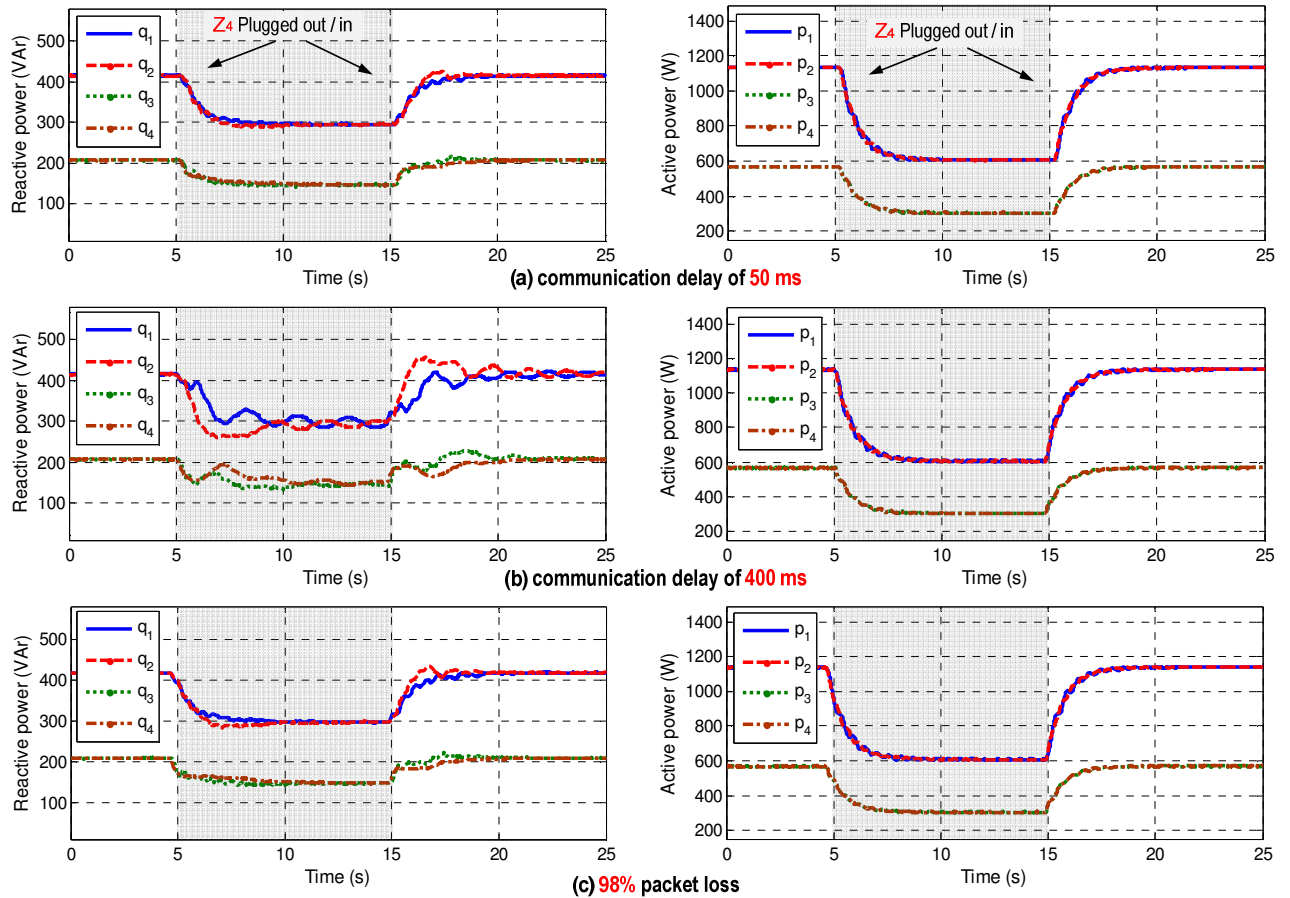 Reactive power (VAr)
500
400
300
200
100
q1
q2
q3
q4
Z4 Plugged out / in
0 5 10 15 20 25
Time (s)
Active power (W)
1400
1200
1000
800
600
400
200
p1
p2
p3
p4
Z4 Plugged out / in
0 5 10 15 20 25
Time (s)
(a) communication delay of 50 ms
Reactive power (VAr)
500
400
300
200
100
q1
q2
q3
q4
0 5 10 15 20 25
Time (s)
Active power (W)
1400
1200
1000
800
600
400
200
p1
p2
p3
p4
0 5 10 15 20 25
Time (s)
(b) communication delay of 400 ms
Reactive power (VAr)
500
400
300
200
100
q1
q2
q3
q4
0 5 10 15 20 25
Time (s)
Active power (W)
1400
1200
1000
800
600
400
200
p1
p2
p3
p4
0 5 10 15 20 25
Time (s)
(c) 98% packet loss